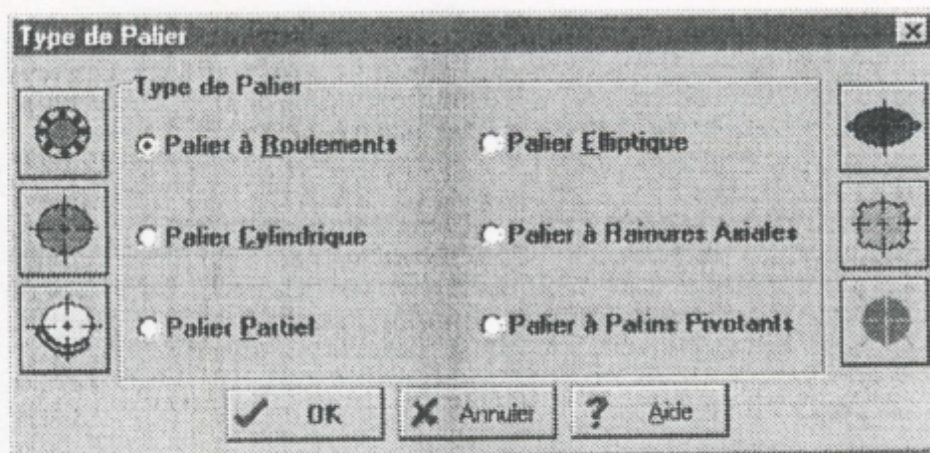 Type de Palier
Type de Palier
Palier à Roulements
Palier Elliptique
Palier Cylindrique
Palier à Rainures Axiales
Palier Partiel
Palier à Patins Pivotants
OK
Annuler
? Aide